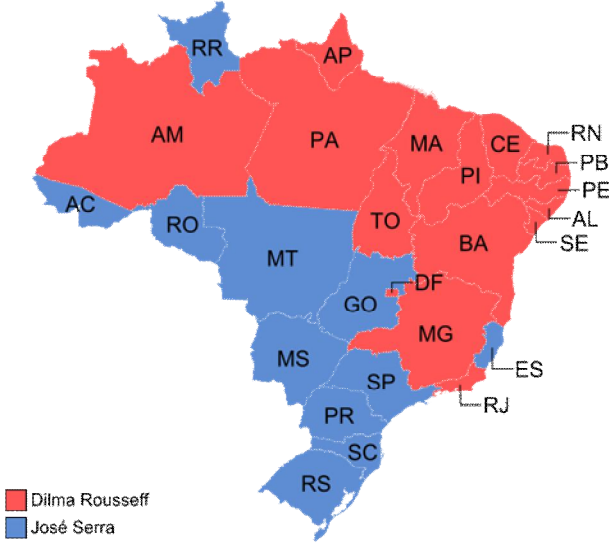 RR
AP
AM
PA
MA
CE
RN
PB
PI
PE
AC
RO
TO
AL
SE
MT
BA
DF
GO
MG
MS
ES
SP
RJ
PR
SC
RS
Dilma Rousseff
José Serra